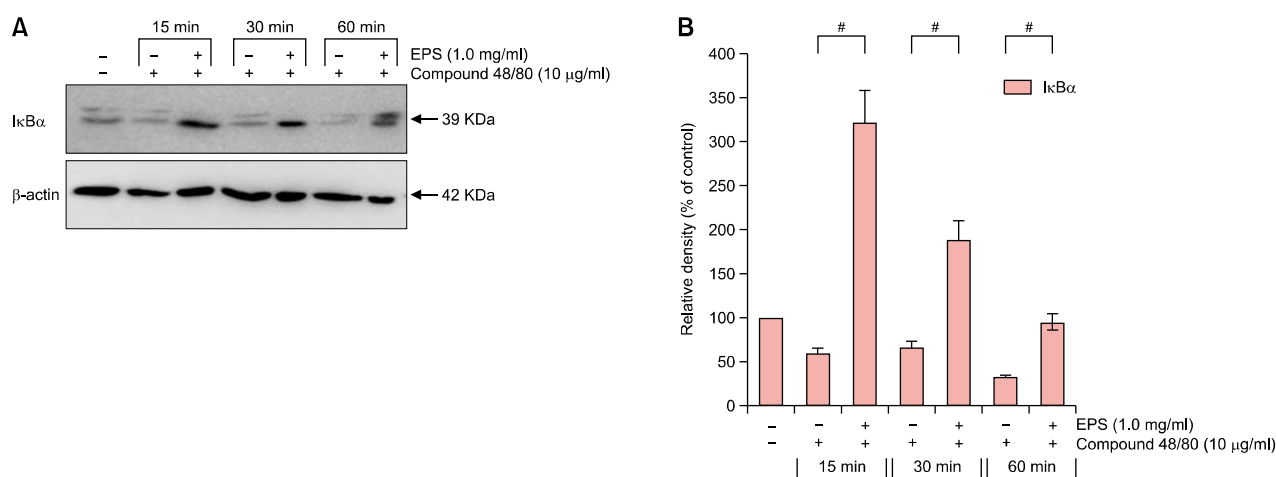 A
15 min 30 min 60 min
– – + – + – + EPS (1.0 mg/ml)
– + + + + + + Compound 48/80 (10 μg/ml)
IκBα
39 KDa
β-actin
42 KDa
B
# # #
400
350
300
250
200
150
100
50
0
Relative density (% of control)
IκBα
– – + – + – + EPS (1.0 mg/ml)
– + + + + + + Compound 48/80 (10 μg/ml)
15 min 30 min 60 min